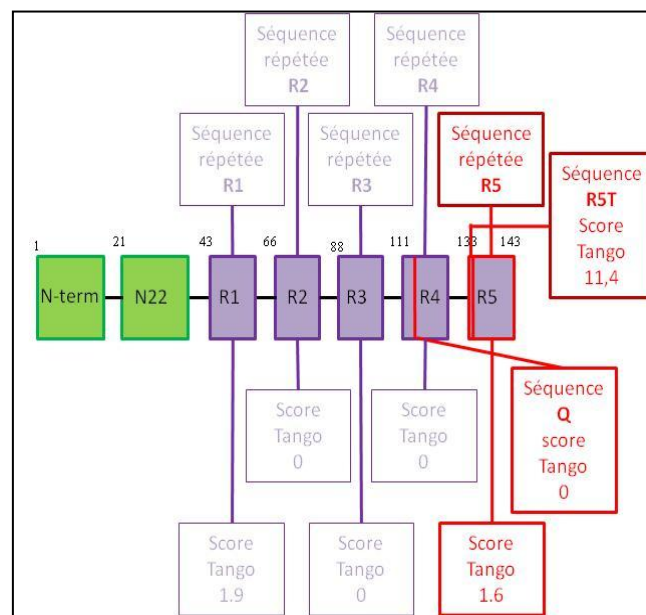 Séquence
répétée
R2
Séquence
répétée
R4
Séquence
répétée
R1
Séquence
répétée
R3
Séquence
répétée
R5
Séquence
R5T
Score
Tango
11,4
1
21
43
66
88
111
133
143
N-term
N22
R1
R2
R3
R4
R5
Score
Tango
0
Score
Tango
0
Séquence
Q
score
Tango
0
Score
Tango
1.9
Score
Tango
0
Score
Tango
1.6